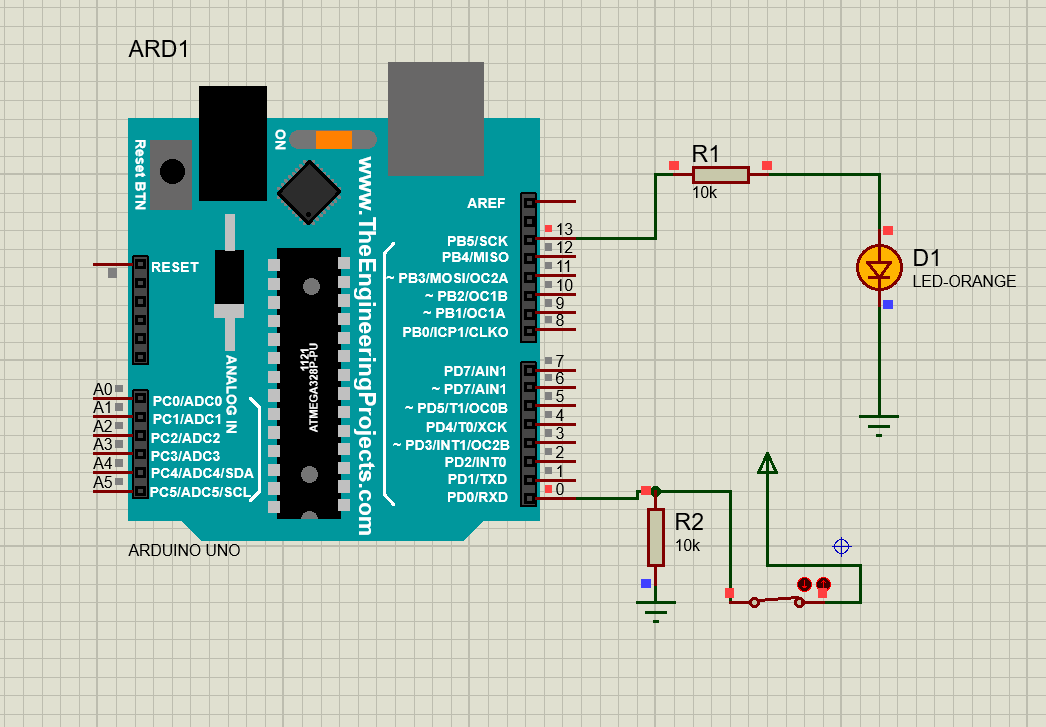 ARD1
Reset BTN
ON
www.TheEngineeringProjects.com
RESET
ANALOG IN
1121
ATMEGA328P-PU
A0 PC0/ADC0
A1 PC1/ADC1
A2 PC2/ADC2
A3 PC3/ADC3
A4 PC4/ADC4/SDA
A5 PC5/ADC5/SCL
AREF
PB5/SCK 13
PB4/MISO 12
~ PB3/MOSI/OC2A 11
~ PB2/OC1B 10
~ PB1/OC1A 9
PB0/ICP1/CLKO 8
PD7/AIN1 7
~ PD7/AIN1 6
~ PD5/T1/OC0B 5
PD4/T0/XCK 4
~ PD3/INT1/OC2B 3
PD2/INT0 2
PD1/TXD 1
PD0/RXD 0
ARDUINO UNO
R1
10k
D1
LED-ORANGE
R2
10k